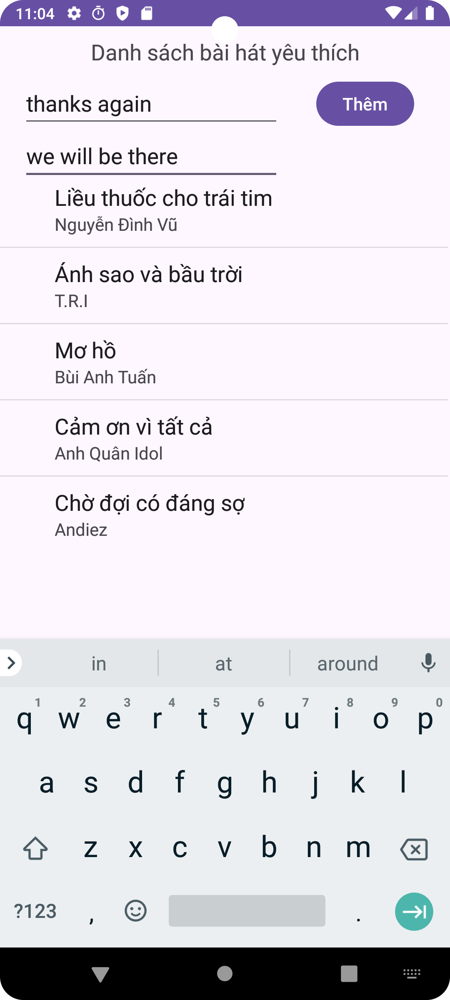 11:04
Danh sách bài hát yêu thích
thanks again
Thêm
we will be there
Liều thuốc cho trái tim
Nguyễn Đình Vũ
Ánh sao và bầu trời
T.R.I
Mơ hồ
Bùi Anh Tuấn
Cảm ơn vì tất cả
Anh Quân Idol
Chờ đợi có đáng sợ
Andiez
in at around
1 2 3 4 5 6 7 8 9 0
q w e r t y u i o p
a s d f g h j k l
z x c v b n m
?123 , .